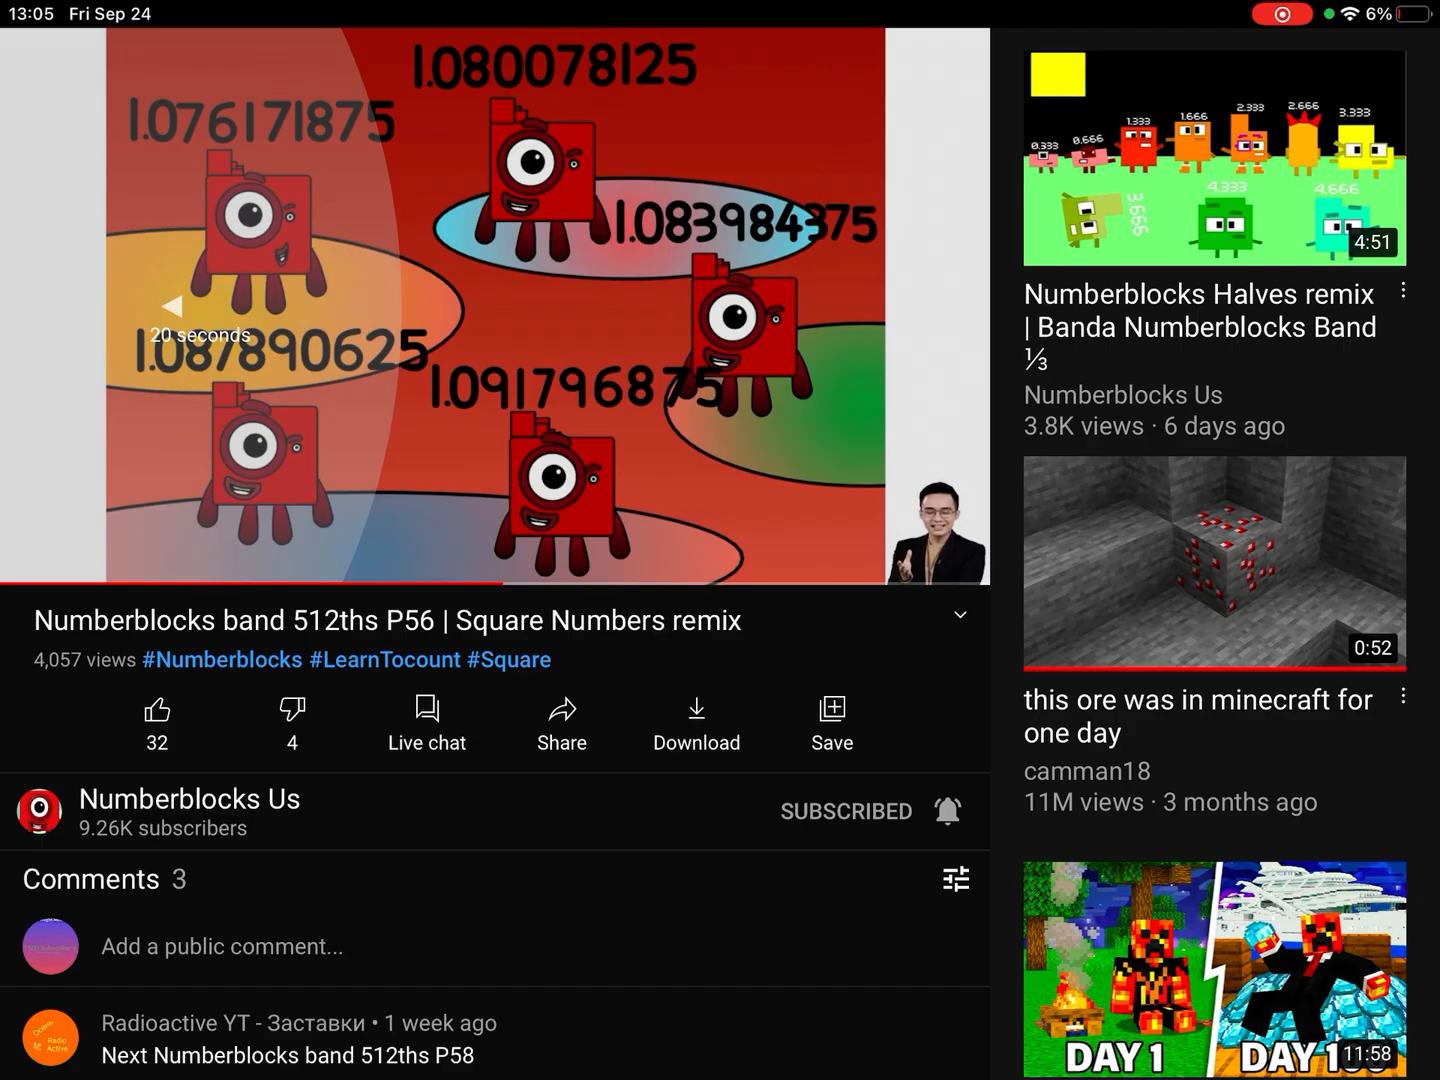 13:05 Fri Sep 24
6%
1.080078125
1.076171875
1.083984375
20 seconds
1.087890625
1.091796875
Numberblocks band 512ths P56 | Square Numbers remix
4,057 views #Numberblocks #LearnTocount #Square
32
4
Live chat
Share
Download
Save
Numberblocks Us
9.26K subscribers
SUBSCRIBED
Comments 3
Add a public comment...
Radioactive YT - Заставки • 1 week ago
Next Numberblocks band 512ths P58
Осень
Radio
Active
0.333
0.666
1.333
1.666
2.333
2.666
3.333
3.666
4.333
4.666
4:51
Numberblocks Halves remix
| Banda Numberblocks Band
⅓
Numberblocks Us
3.8K views · 6 days ago
0:52
this ore was in minecraft for
one day
camman18
11M views · 3 months ago
DAY 1
11:58